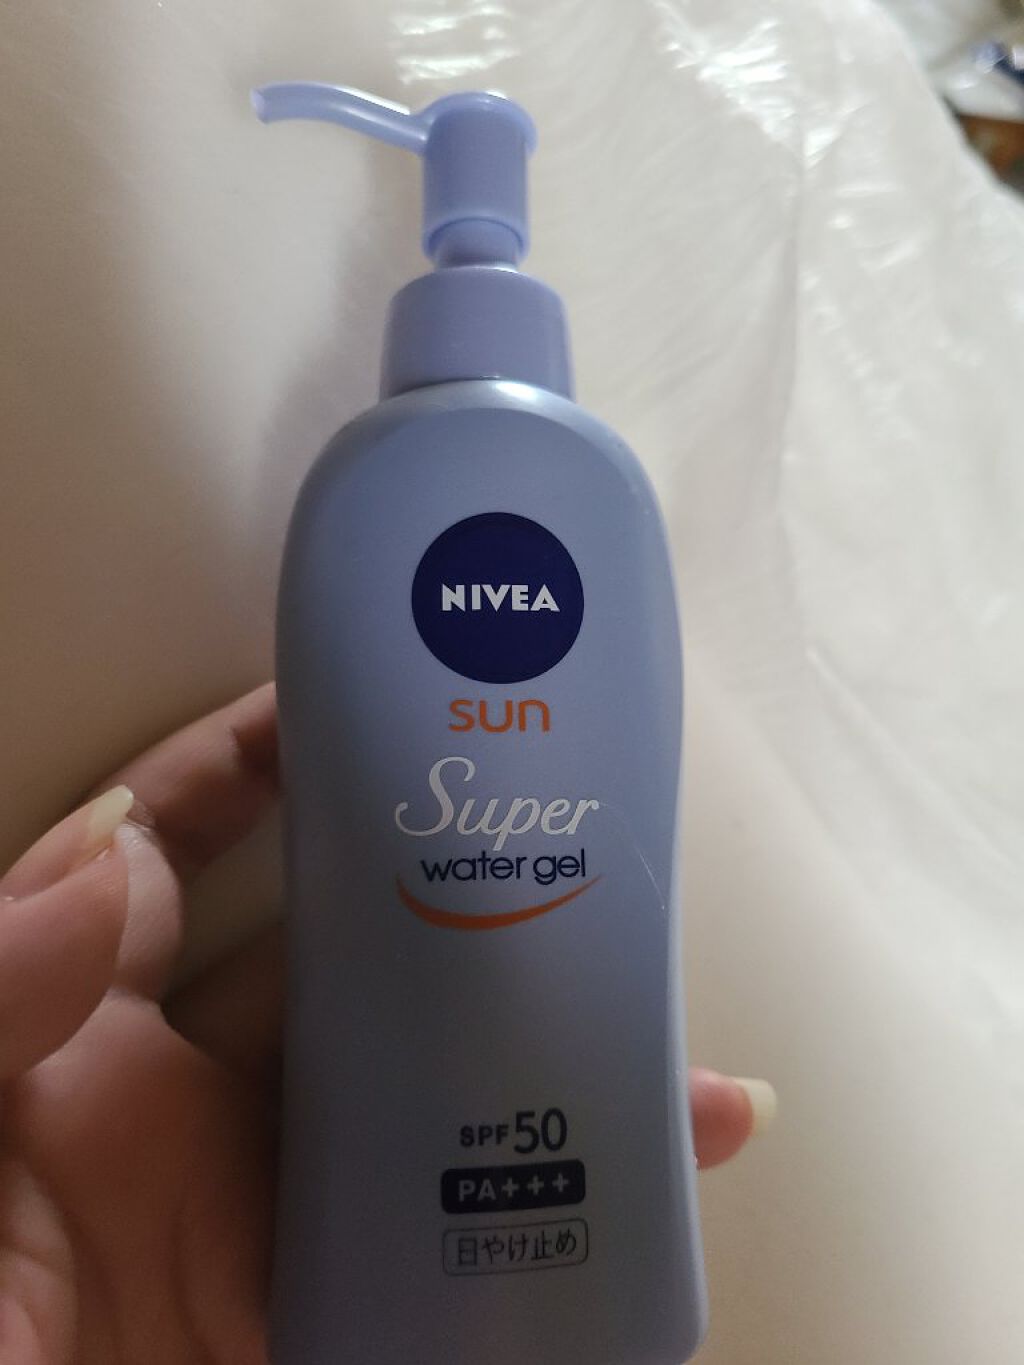 NIVEA
sun
Super
water gel
SPF50
PA+++
日やけ止め